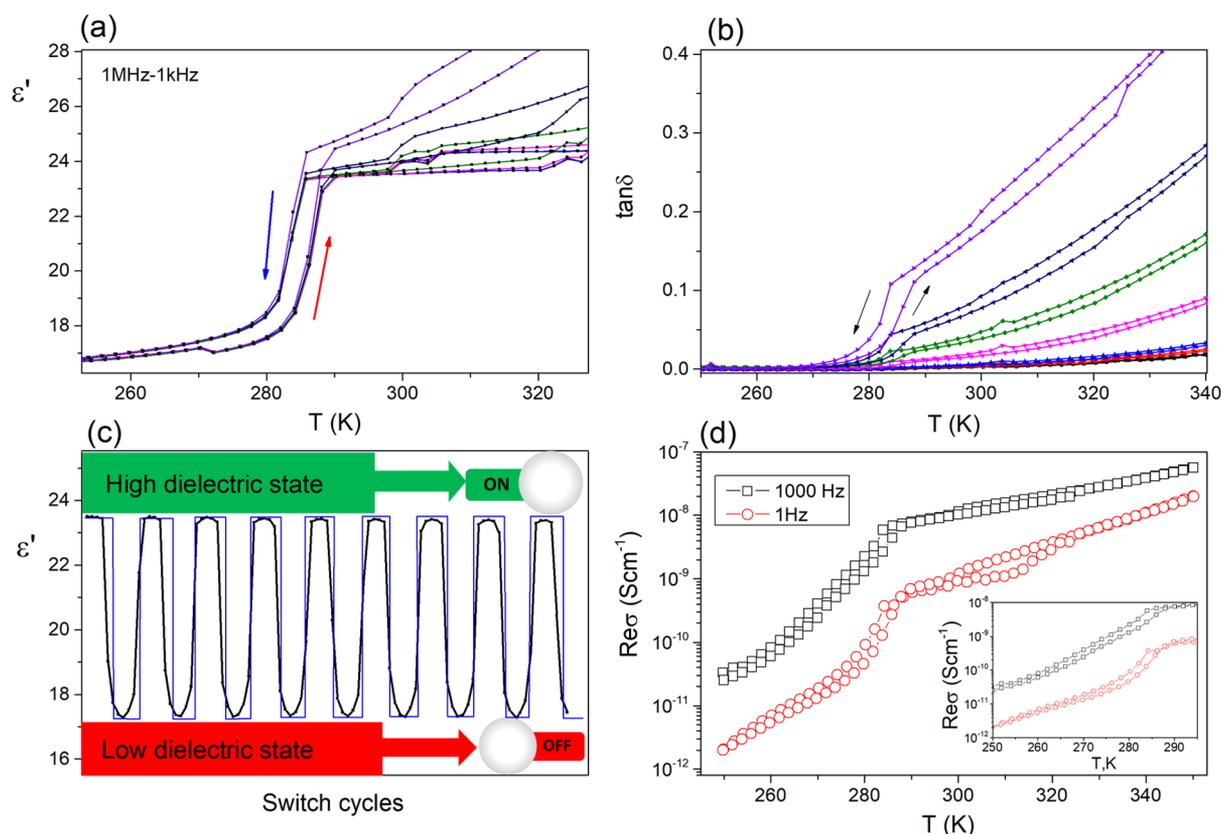 (a)
28
26
24
22
20
18
ε'
1MHz-1kHz
260
280
300
320
T (K)
(b)
0.4
0.3
0.2
0.1
0.0
tanδ
260
280
300
320
340
T (K)
(c)
24
22
20
18
16
ε'
High dielectric state
ON
Low dielectric state
OFF
Switch cycles
(d)
10⁻⁷
10⁻⁸
10⁻⁹
10⁻¹⁰
10⁻¹¹
10⁻¹²
Reσ (Scm⁻¹)
1000 Hz
1Hz
260
280
300
320
340
T (K)
10⁻⁸
10⁻⁹
10⁻¹⁰
10⁻¹¹
10⁻¹²
Reσ (Scm⁻¹)
250
260
270
280
290
T,K